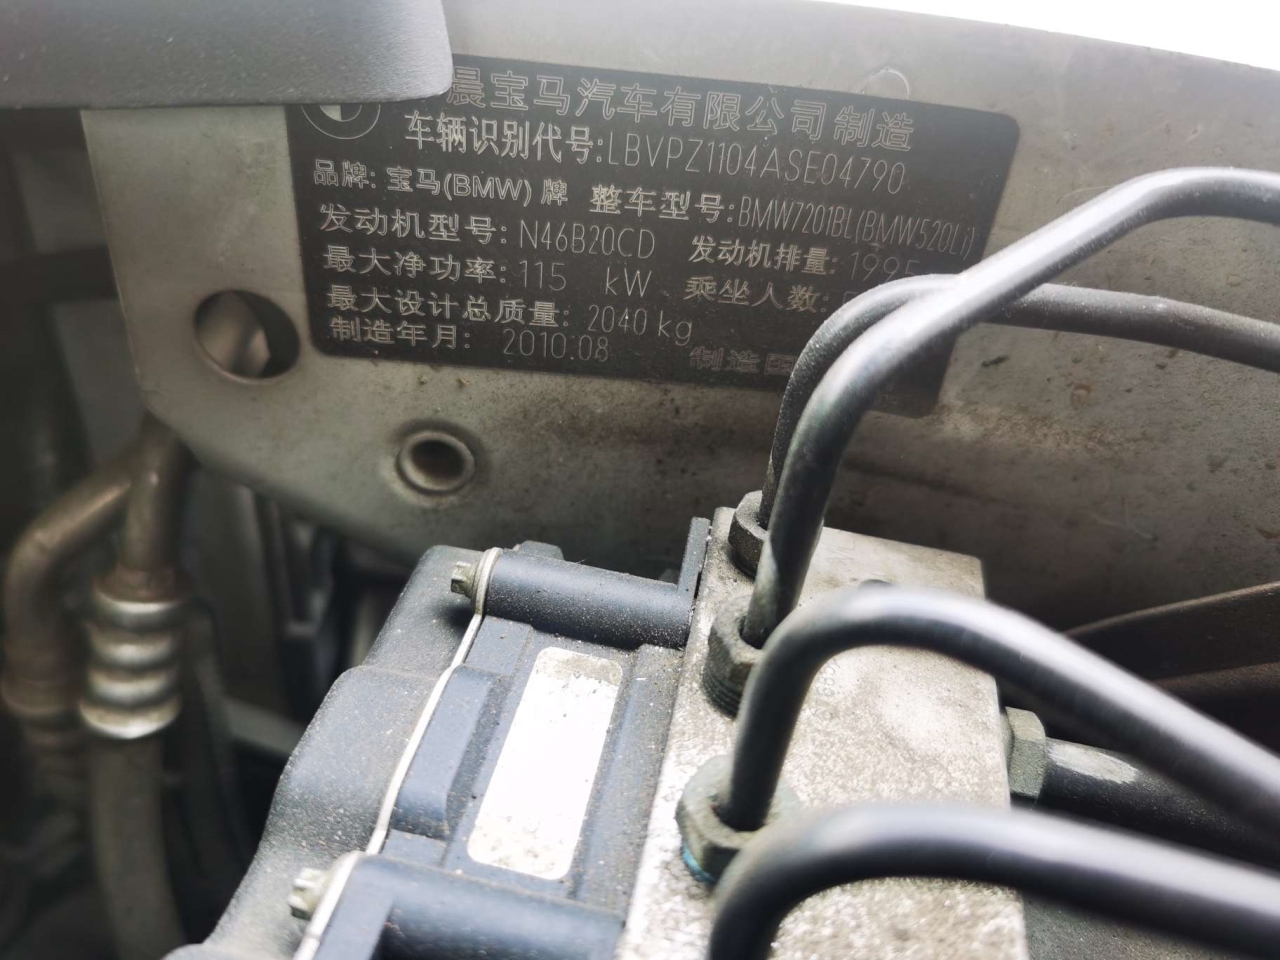 晨宝马汽车有限公司制造
车辆识别代号:LBVPZ1104ASE04790
品牌:宝马(BMW)牌 整车型号:BMW7201BL(BMW520Li)
发动机型号:N46B20CD 发动机排量:1995
最大净功率:115 kW 乘坐人数:
最大设计总质量:2040 kg
制造年月:2010.08 制造国